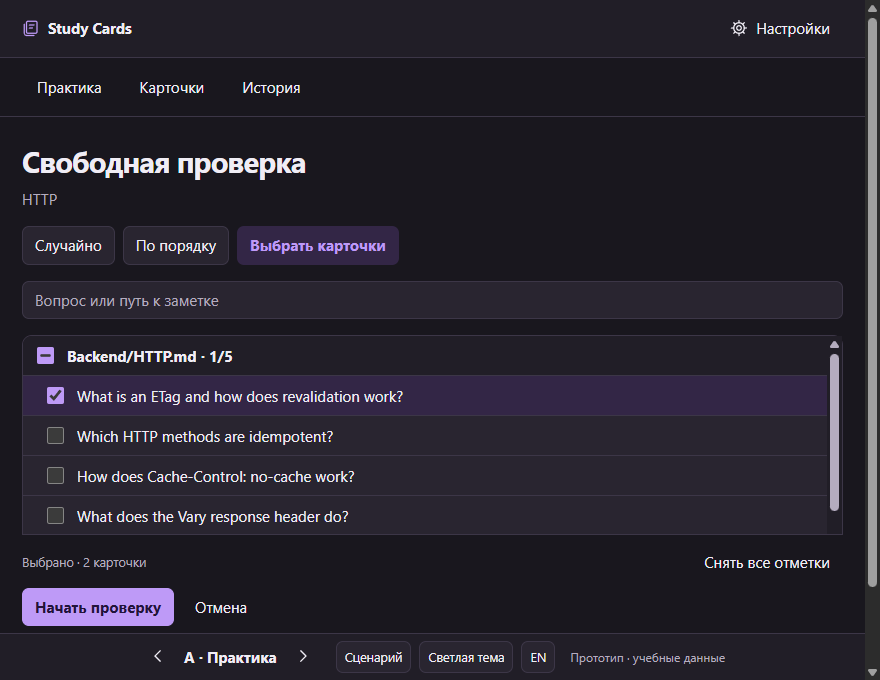 Study Cards
Настройки
Практика
Карточки
История
Свободная проверка
HTTP
Случайно
По порядку
Выбрать карточки
Вопрос или путь к заметке
Backend/HTTP.md · 1/5
What is an ETag and how does revalidation work?
Which HTTP methods are idempotent?
How does Cache-Control: no-cache work?
What does the Vary response header do?
Выбрано · 2 карточки
Снять все отметки
Начать проверку
Отмена
А · Практика
Сценарий
Светлая тема
EN
Прототип · учебные данные